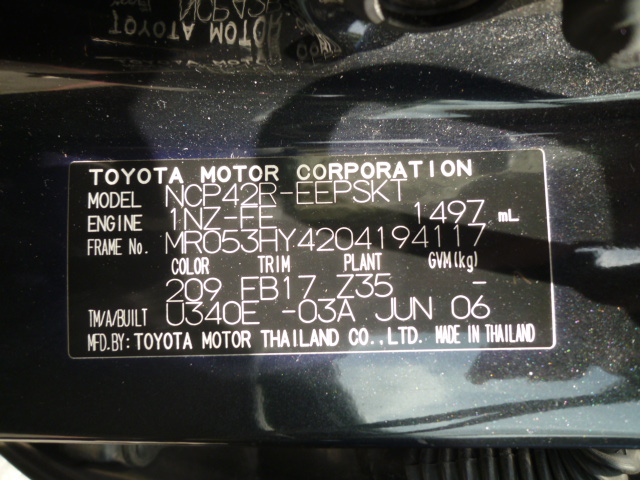 TOYOTA MOTOR CORPORATION
MODEL NCP42R-EEPSKT
ENGINE 1NZ-FE 1497 mL
FRAME No. MR053HY4204194117
COLOR TRIM PLANT GVM(kg)
209 FB17 Z35 -
TM/A/BUILT U340E -03A JUN 06
MFD.BY: TOYOTA MOTOR THAILAND CO.,LTD. MADE IN THAILAND